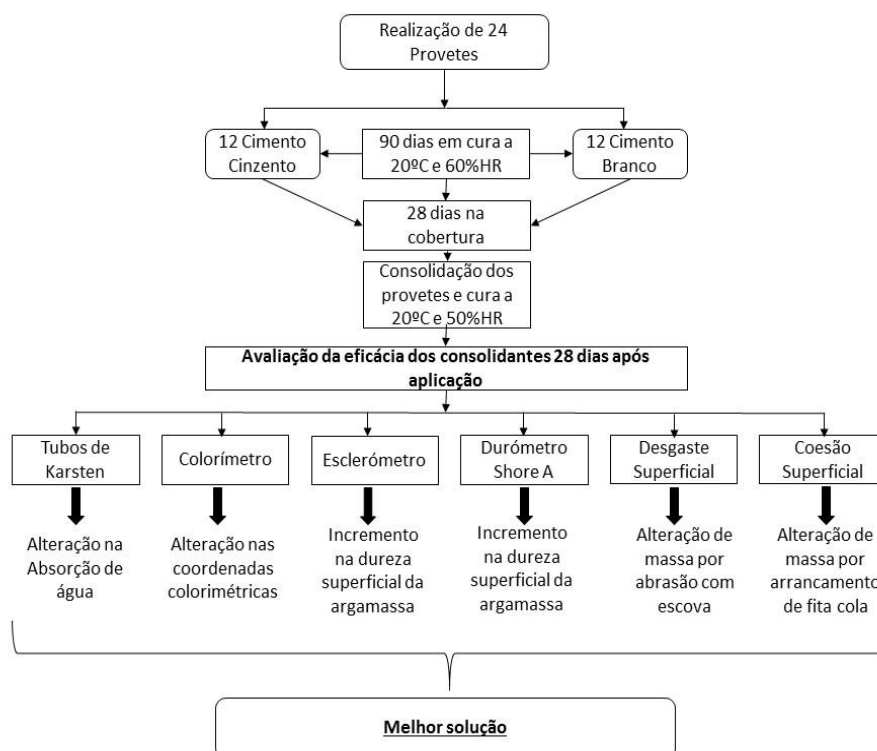 Realização de 24
Provetes
12 Cimento
Cinzento
90 dias em cura a
20ºC e 60%HR
12 Cimento
Branco
28 dias na
cobertura
Consolidação dos
provetes e cura a
20ºC e 50%HR
Avaliação da eficácia dos consolidantes 28 dias após
aplicação
Tubos de
Karsten
Colorímetro
Esclerómetro
Durómetro
Shore A
Desgaste
Superficial
Coesão
Superficial
Alteração na
Absorção de
água
Alteração nas
coordenadas
colorimétricas
Incremento
na dureza
superficial da
argamassa
Incremento
na dureza
superficial da
argamassa
Alteração de
massa por
abrasão com
escova
Alteração de
massa por
arrancamento
de fita cola
Melhor solução